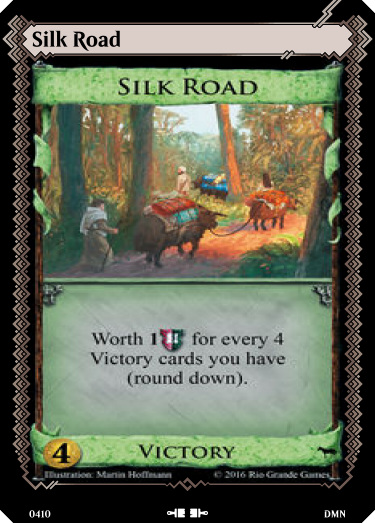 Silk Road
SILK ROAD
Worth 1 for every 4
Victory cards you have
(round down).
4
VICTORY
Illustration: Martin Hoffmann © 2016 Rio Grande Games
0410 DMN